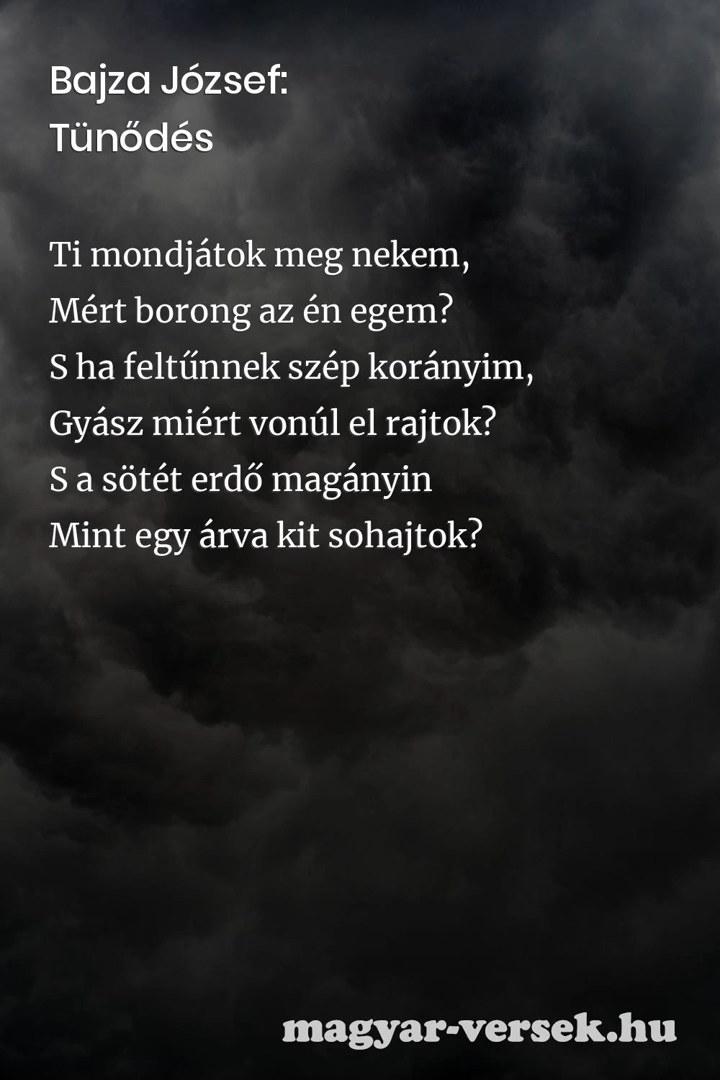 Bajza József:
Tünődés
Ti mondjátok meg nekem,
Mért borong az én egem?
S ha feltűnnek szép korányim,
Gyász miért vonúl el rajtok?
S a sötét erdő magányin
Mint egy árva kit sohajtok?
magyar-versek.hu